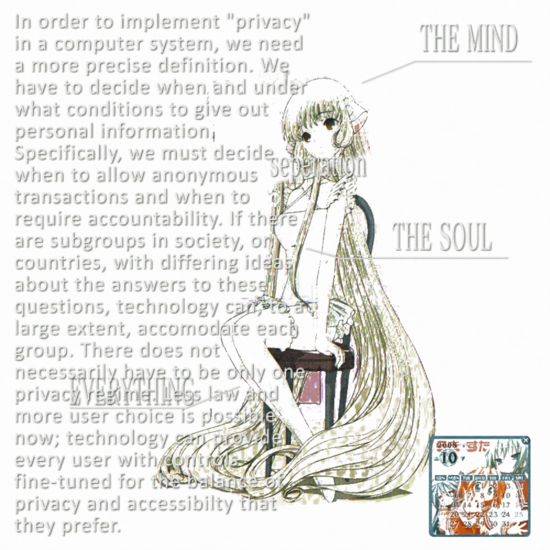 In order to implement "privacy"
in a computer system, we need
a more precise definition. We
have to decide when and under
what conditions to give out
personal information.
Specifically, we must decide
when to allow anonymous
transactions and when to
require accountability. If there
are subgroups in society, or
countries, with differing ideas
about the answers to these
questions, technology can, to a
large extent, accomodate each
group. There does not
necessarily have to be only one
privacy regime. Less law and
more user choice is possible
now; technology can provide
every user with controls
fine-tuned for the balance of
privacy and accessibilty that
they prefer.
THE MIND
seperation
THE SOUL
EVERYTHING
2008
10